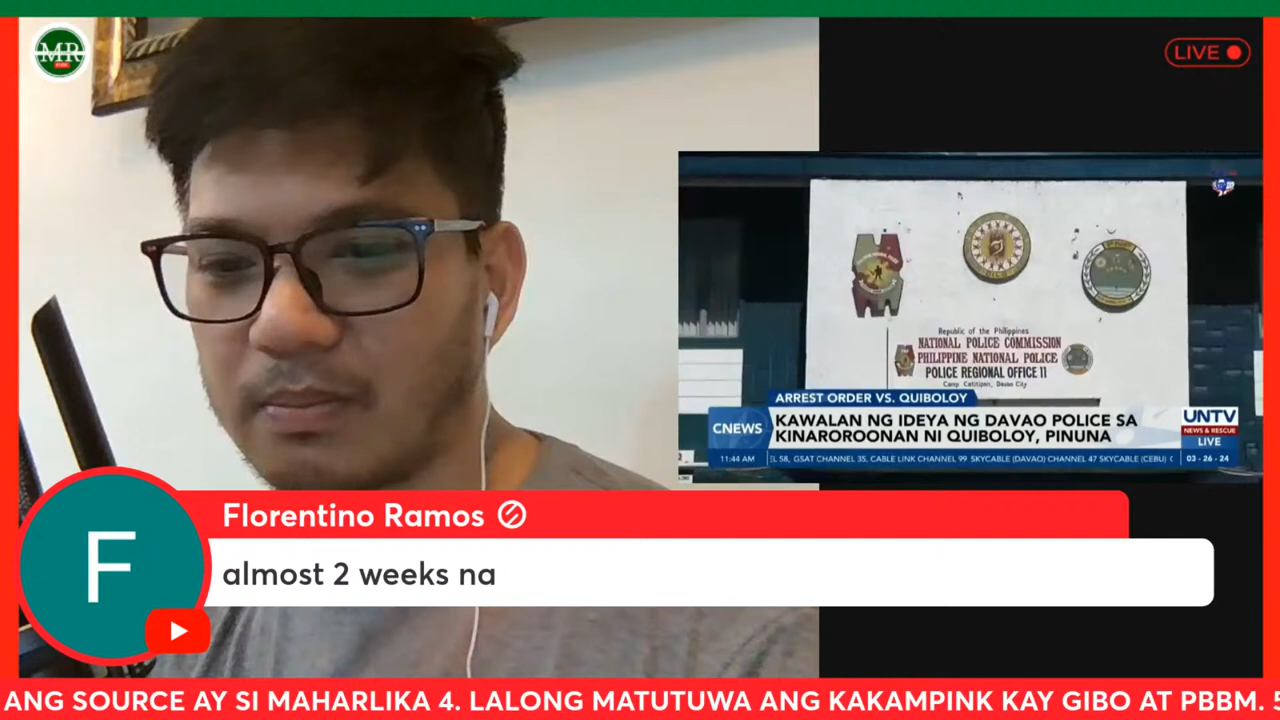 MR
LIVE
Republic of the Philippines
NATIONAL POLICE COMMISSION
PHILIPPINE NATIONAL POLICE
POLICE REGIONAL OFFICE 11
Camp Catitipan, Davao City
ARREST ORDER VS. QUIBOLOY
CNEWS
KAWALAN NG IDEYA NG DAVAO POLICE SA
KINAROROONAN NI QUIBOLOY, PINUNA
UNTV
NEWS & RESCUE
LIVE
11:44 AM
EL 58, GSAT CHANNEL 35, CABLE LINK CHANNEL 99 SKYCABLE (DAVAO) CHANNEL 47 SKYCABLE (CEBU)
03 - 26 - 24
Florentino Ramos
F
almost 2 weeks na
ANG SOURCE AY SI MAHARLIKA 4. LALONG MATUTUWA ANG KAKAMPINK KAY GIBO AT PBBM. 5